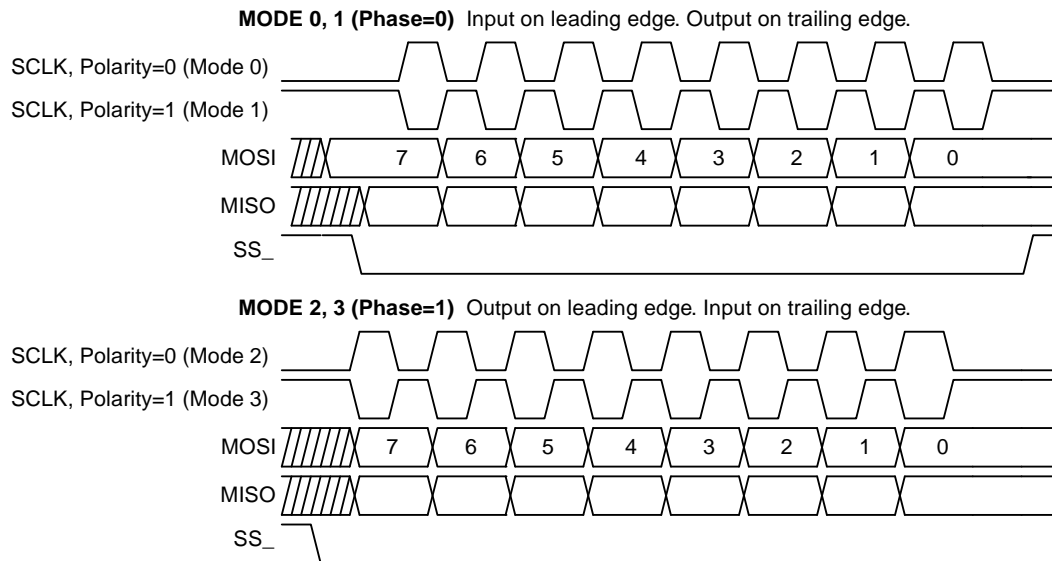 MODE 0, 1 (Phase=0) Input on leading edge. Output on trailing edge.
SCLK, Polarity=0 (Mode 0)
SCLK, Polarity=1 (Mode 1)
MOSI 7 6 5 4 3 2 1 0
MISO
SS_
MODE 2, 3 (Phase=1) Output on leading edge. Input on trailing edge.
SCLK, Polarity=0 (Mode 2)
SCLK, Polarity=1 (Mode 3)
MOSI 7 6 5 4 3 2 1 0
MISO
SS_